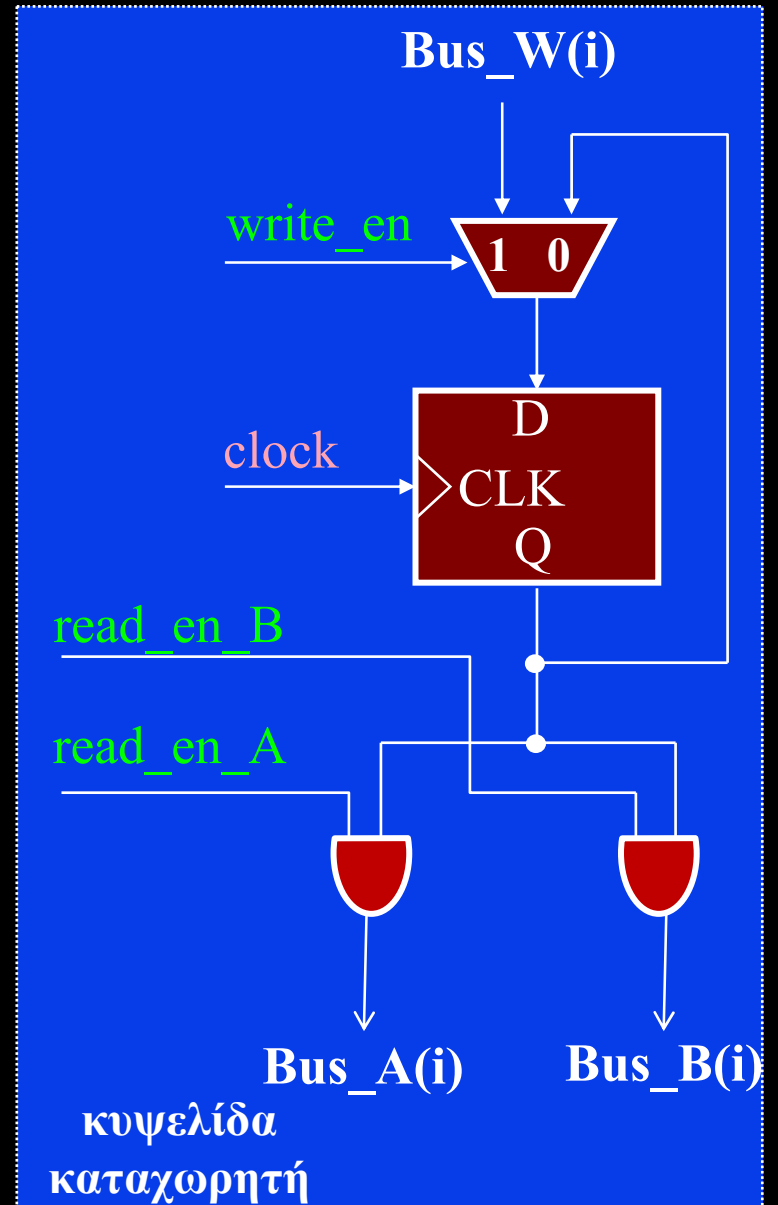 Bus_W(i)
write_en
1 0
D
clock
CLK
Q
read_en_B
read_en_A
Bus_A(i)
Bus_B(i)
κυψελίδα
καταχωρητή